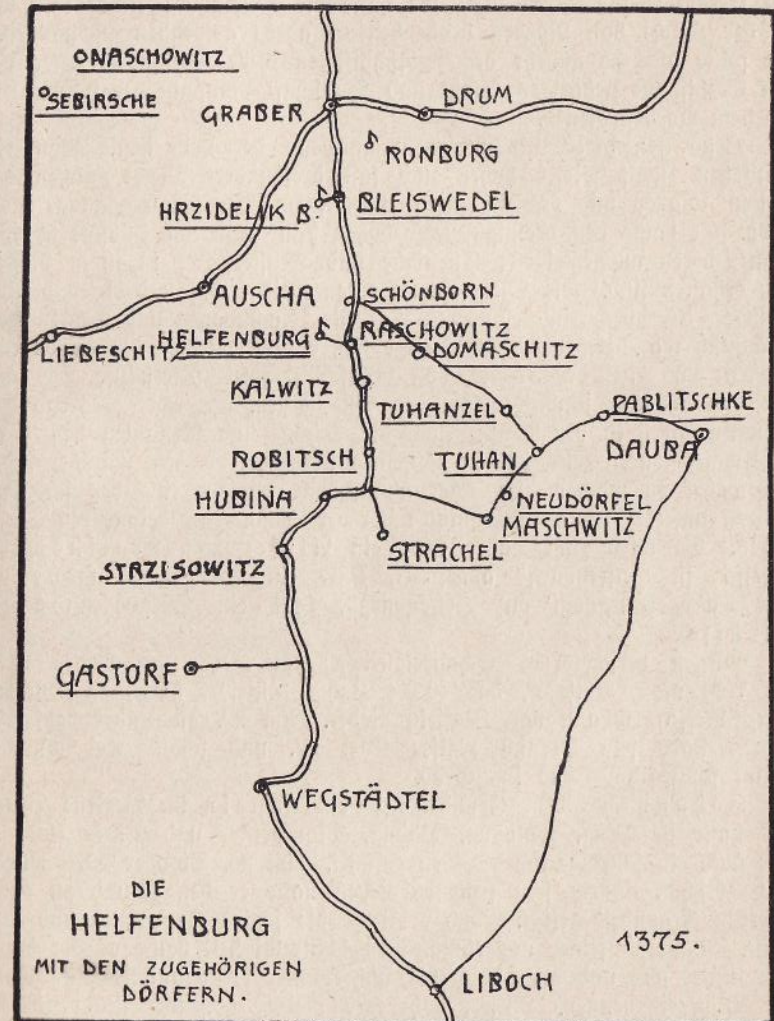 NASCHOWITZ
SEBIRSCHE
GRABER
DRUM
RONBURG
HRZIDELIK B.
BLEISWEDEL
AUSCHA
SCHÖNBORN
LIEBESCHITZ
HELFENBURG
RASCHOWITZ
DOMASCHITZ
KALWITZ
TUHANZEL
PABLITSCHKE
DAUBA
ROBITSCH
TUHAN
HUBINA
NEUDÖRFEL
MASCHWITZ
STRACHEL
STRZISOWITZ
GASTORF
WEGSTÄDTEL
DIE
HELFENBURG
MIT DEN ZUGEHÖRIGEN
DÖRFERN.
1375.
LIBOCH